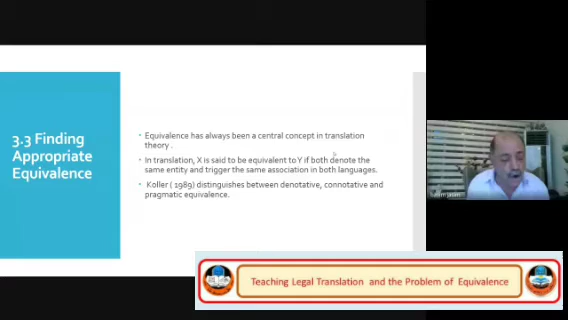 3.3 Finding
Appropriate
Equivalence
• Equivalence has always been a central concept in translation
theory .
• In translation, X is said to be equivalent to Y if both denote the
same entity and trigger the same association in both languages.
• Koller ( 1989) distinguishes between denotative, connotative and
pragmatic equivalence.
Teaching Legal Translation and the Problem of Equivalence